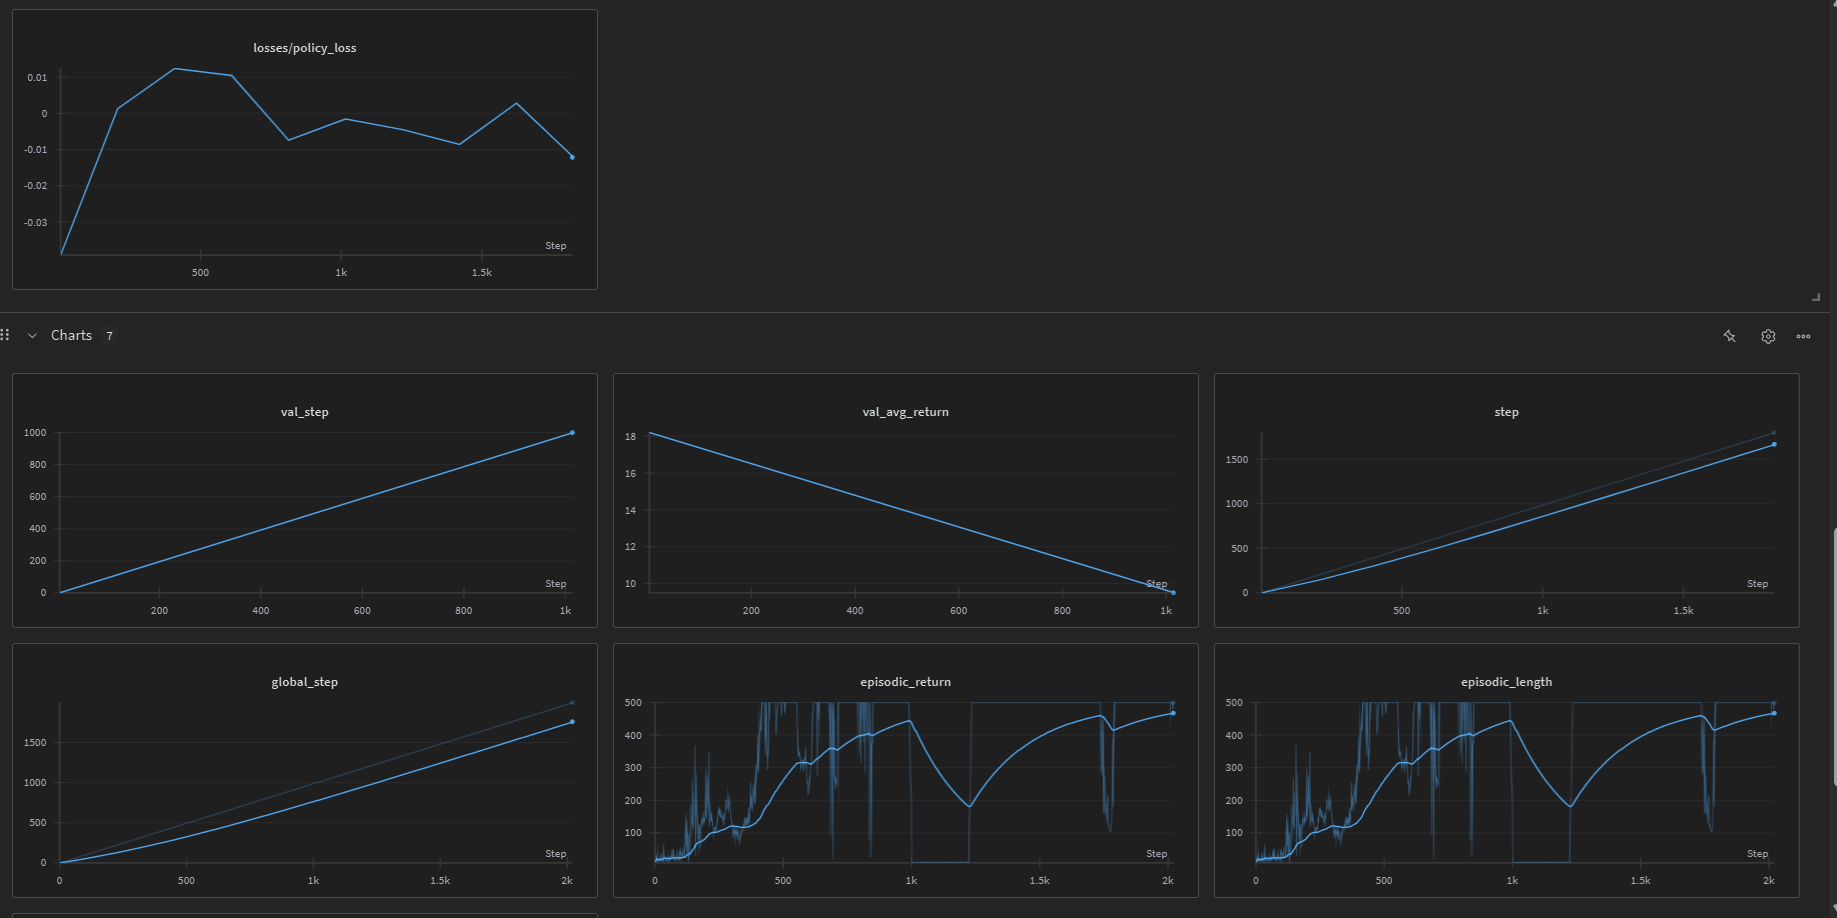 losses/policy_loss
0.01
0
-0.01
-0.02
-0.03
Step
500
1k
1.5k
Charts 7
val_step
1000
800
600
400
200
0
Step
200
400
600
800
1k
val_avg_return
18
16
14
12
10
Step
200
400
600
800
1k
step
1500
1000
500
0
Step
500
1k
1.5k
global_step
1500
1000
500
0
Step
0
500
1k
1.5k
2k
episodic_return
500
400
300
200
100
Step
0
500
1k
1.5k
2k
episodic_length
500
400
300
200
100
Step
0
500
1k
1.5k
2k